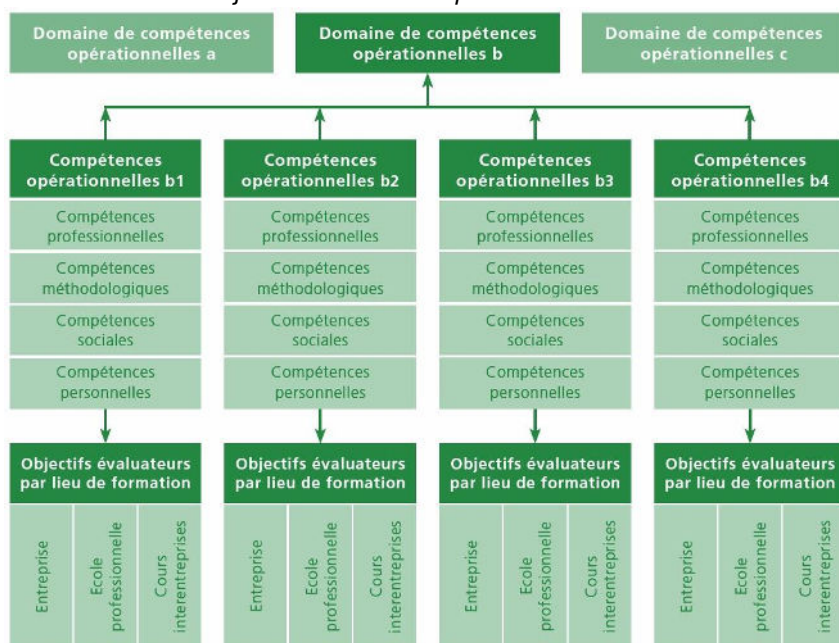 Domaine de compétences
opérationnelles a
Domaine de compétences
opérationnelles b
Domaine de compétences
opérationnelles c
Compétences
opérationnelles b1
Compétences
opérationnelles b2
Compétences
opérationnelles b3
Compétences
opérationnelles b4
Compétences
professionnelles
Compétences
professionnelles
Compétences
professionnelles
Compétences
professionnelles
Compétences
méthodologiques
Compétences
méthodologiques
Compétences
méthodologiques
Compétences
méthodologiques
Compétences
sociales
Compétences
sociales
Compétences
sociales
Compétences
sociales
Compétences
personnelles
Compétences
personnelles
Compétences
personnelles
Compétences
personnelles
Objectifs évaluateurs
par lieu de formation
Objectifs évaluateurs
par lieu de formation
Objectifs évaluateurs
par lieu de formation
Objectifs évaluateurs
par lieu de formation
Entreprise
Ecole
professionnelle
Cours
interentreprises
Entreprise
Ecole
professionnelle
Cours
interentreprises
Entreprise
Ecole
professionnelle
Cours
interentreprises
Entreprise
Ecole
professionnelle
Cours
interentreprises